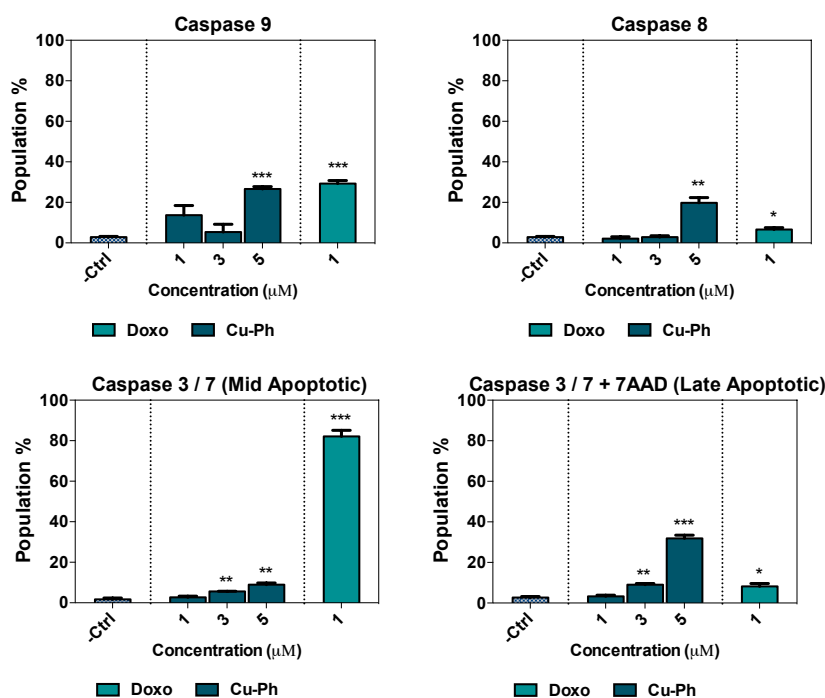 Caspase 9
Population %
100
80
60
40
20
0
***
***
-Ctrl
1
3
5
1
Concentration (μM)
Doxo Cu-Ph
Caspase 8
Population %
100
80
60
40
20
0
**
*
-Ctrl
1
3
5
1
Concentration (μM)
Doxo Cu-Ph
Caspase 3 / 7 (Mid Apoptotic)
Population %
100
80
60
40
20
0
**
**
***
-Ctrl
1
3
5
1
Concentration (μM)
Doxo Cu-Ph
Caspase 3 / 7 + 7AAD (Late Apoptotic)
Population %
100
80
60
40
20
0
**
***
*
-Ctrl
1
3
5
1
Concentration (μM)
Doxo Cu-Ph